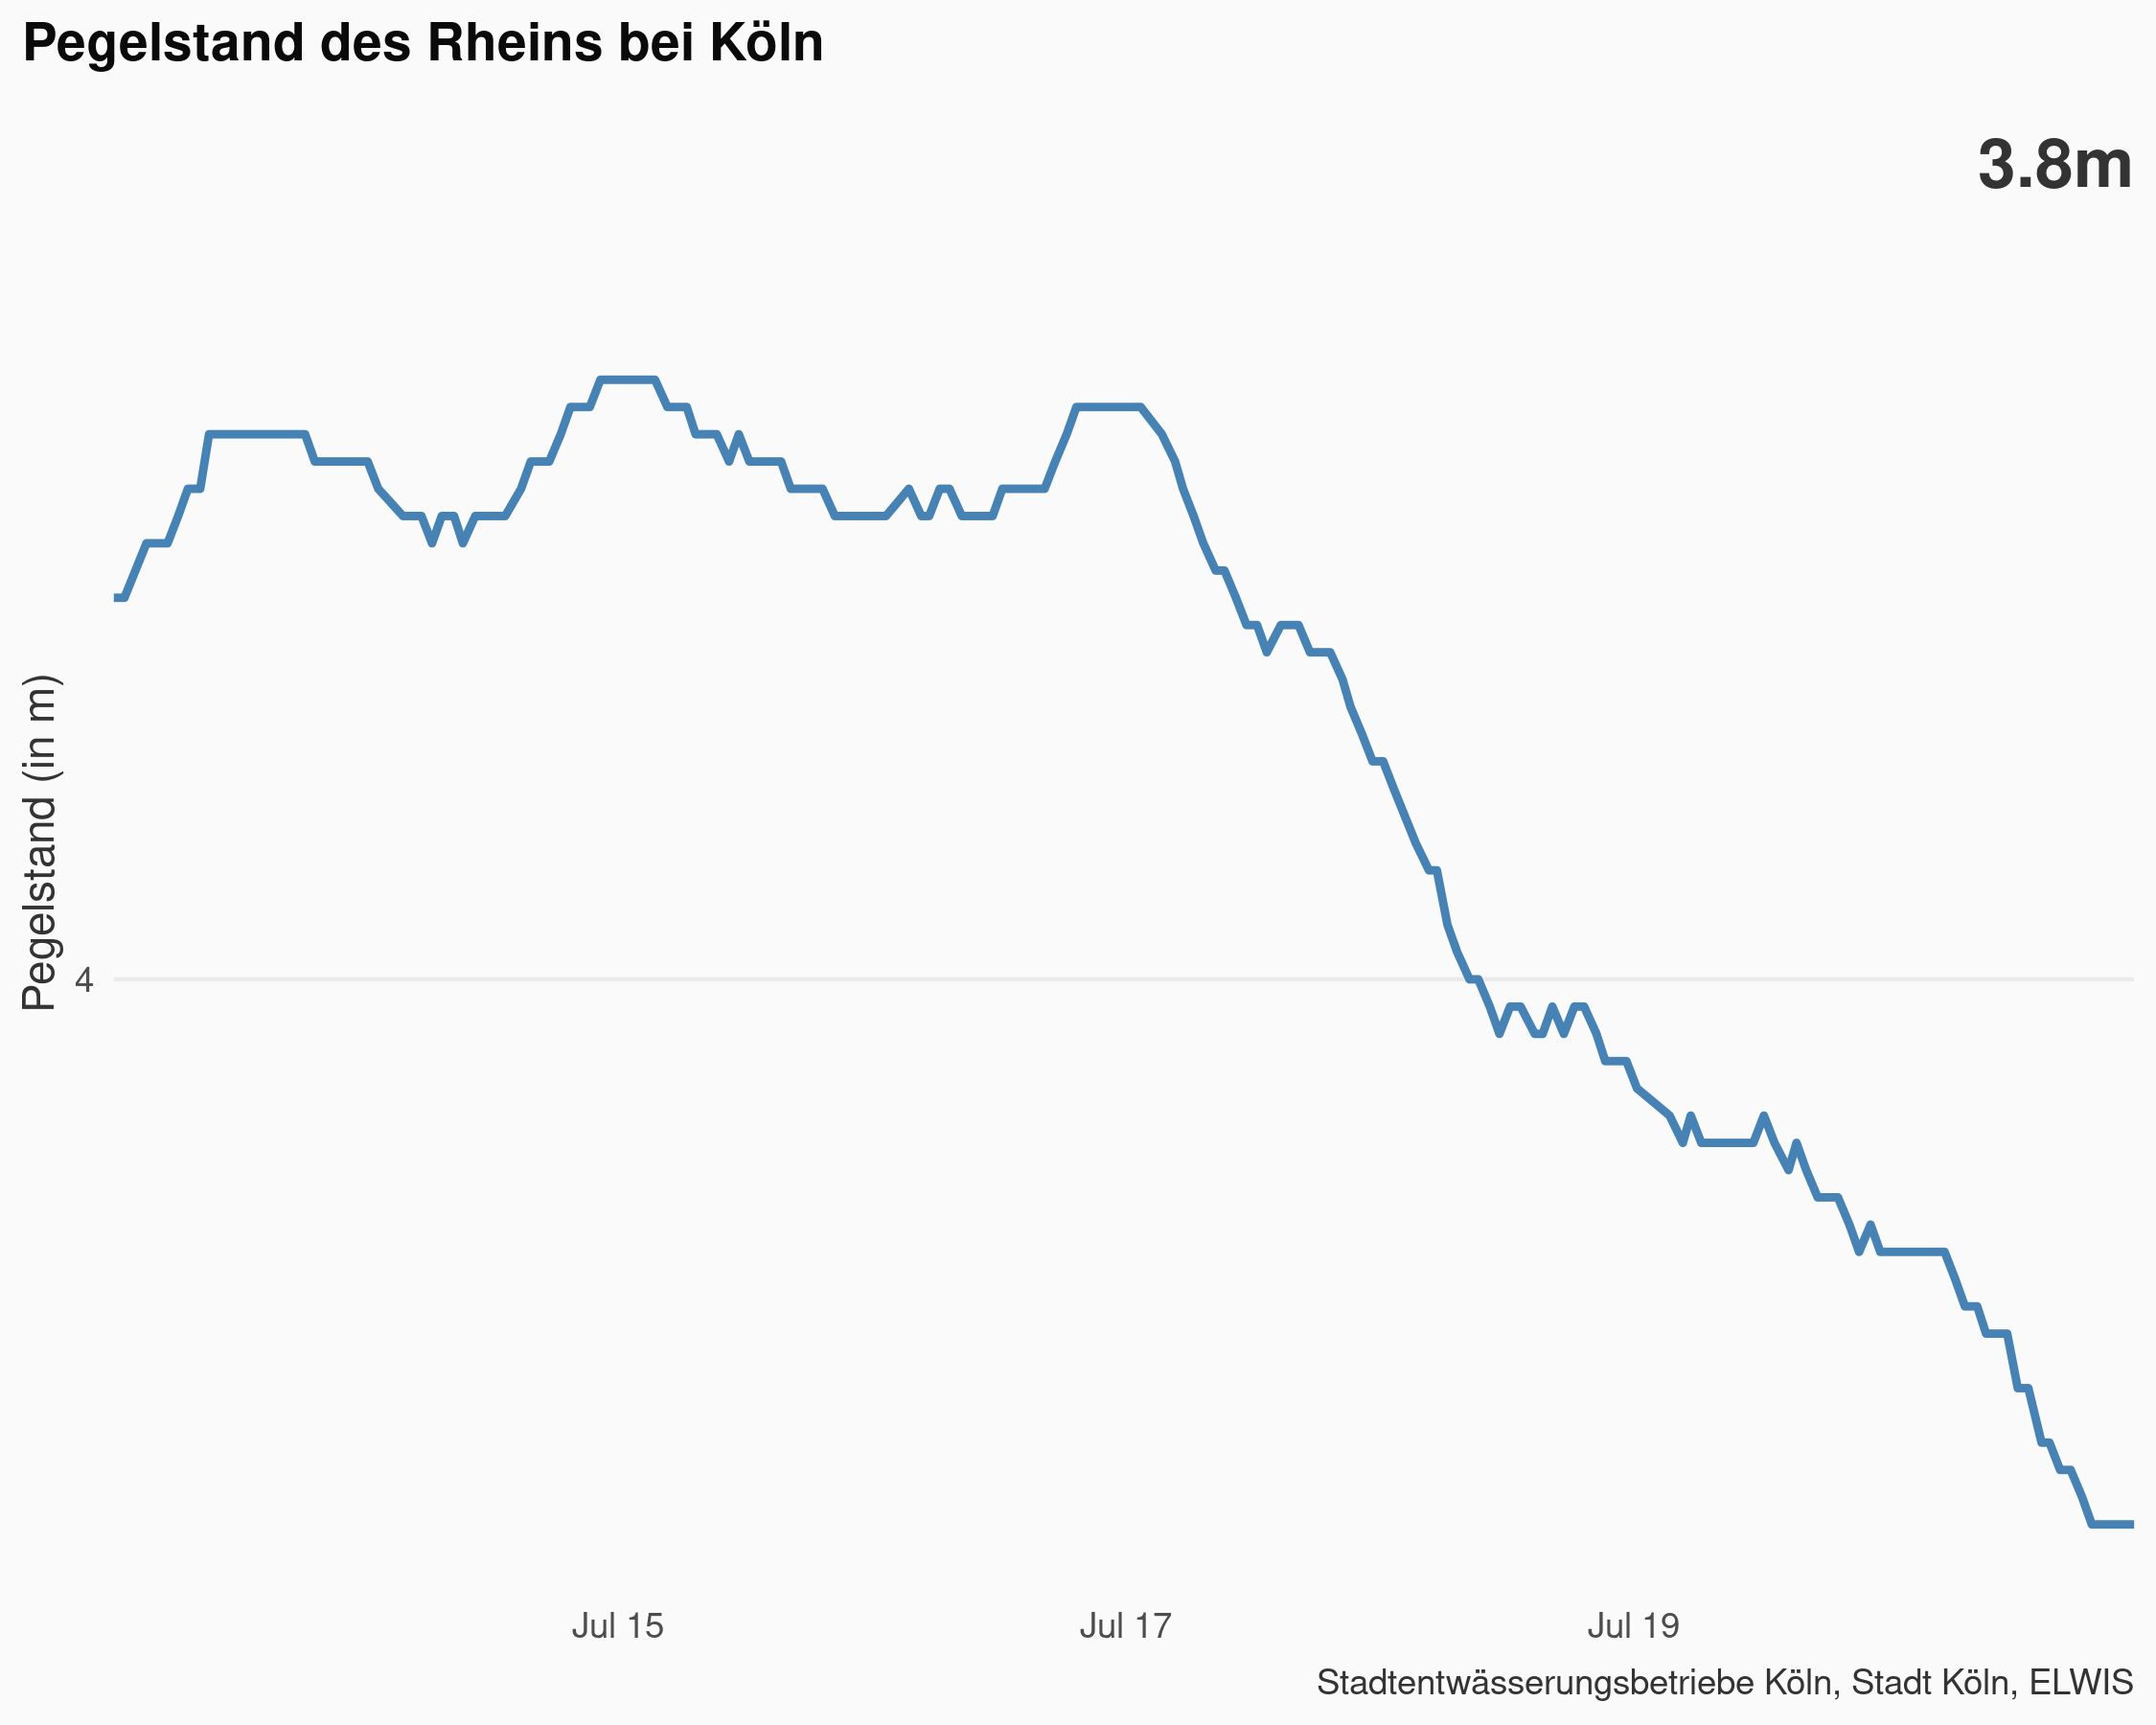 Pegelstand des Rheins bei Köln
3.8m
Pegelstand (in m)
4
Jul 15
Jul 17
Jul 19
Stadtentwässerungsbetriebe Köln, Stadt Köln, ELWIS